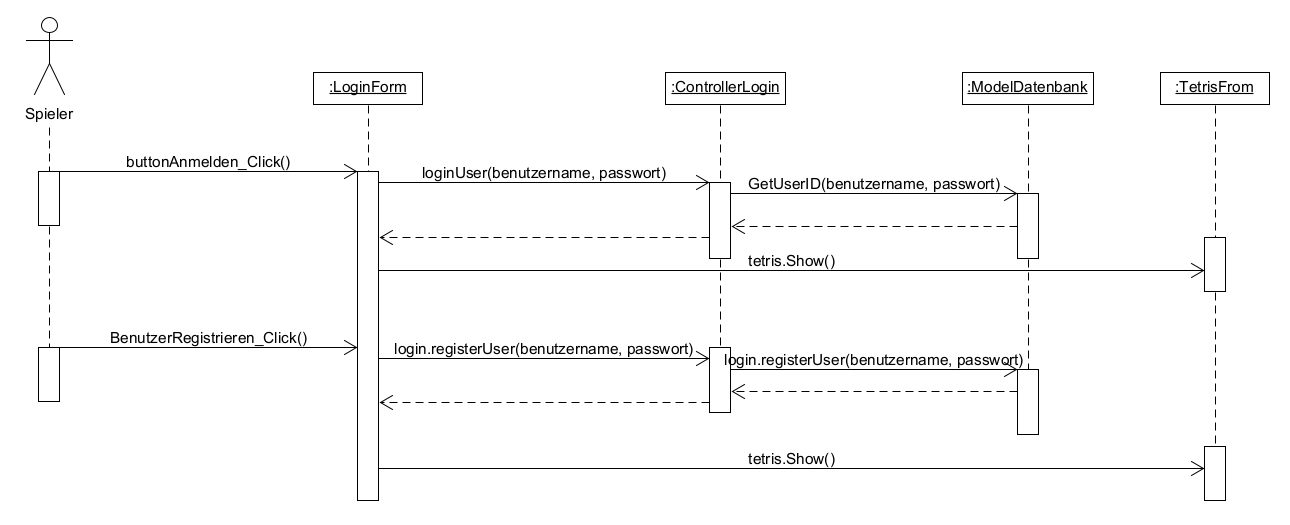 :LoginForm
:ControllerLogin
:ModelDatenbank
:TetrisFrom
Spieler
buttonAnmelden_Click()
loginUser(benutzername, passwort)
GetUserID(benutzername, passwort)
tetris.Show()
BenutzerRegistrieren_Click()
login.registerUser(benutzername, passwort)
login.registerUser(benutzername, passwort)
tetris.Show()